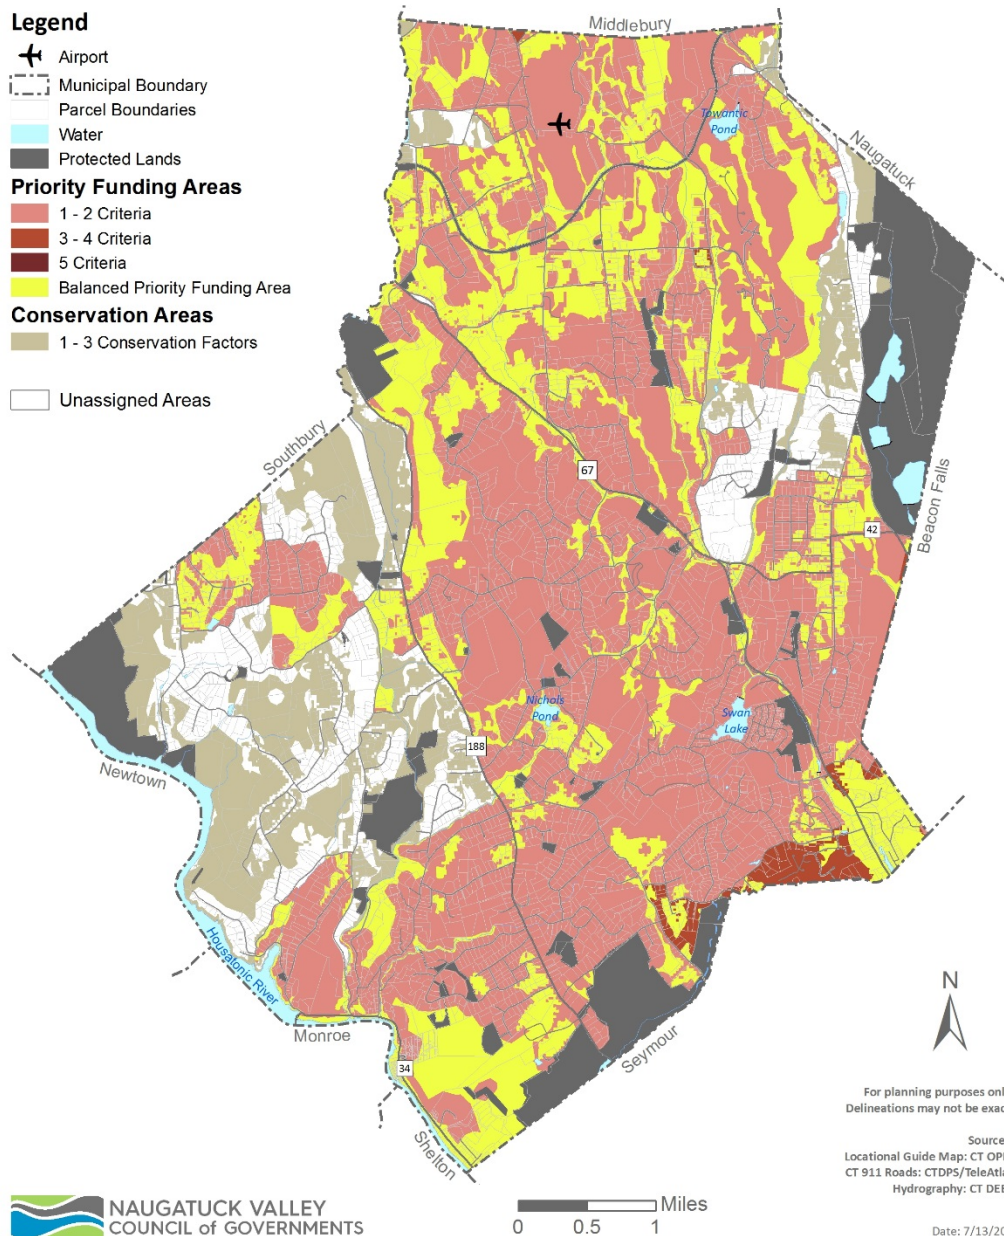 Legend
Airport
Municipal Boundary
Parcel Boundaries
Water
Protected Lands
Priority Funding Areas
1 - 2 Criteria
3 - 4 Criteria
5 Criteria
Balanced Priority Funding Area
Conservation Areas
1 - 3 Conservation Factors
Unassigned Areas
Middlebury
Towantic
Pond
Naugatuck
Southbury
67
42
Beacon Falls
Nichols
Pond
Swan
Lake
188
Newtown
Housatonic River
Monroe
34
Seymour
Shelton
N
For planning purposes onl
Delineations may not be exac
Source
Locational Guide Map: CT OP
CT 911 Roads: CTDPS/TeleAtla
Hydrography: CT DEE
NAUGATUCK VALLEY
COUNCIL of GOVERNMENTS
Miles
0 0.5 1
Date: 7/13/20